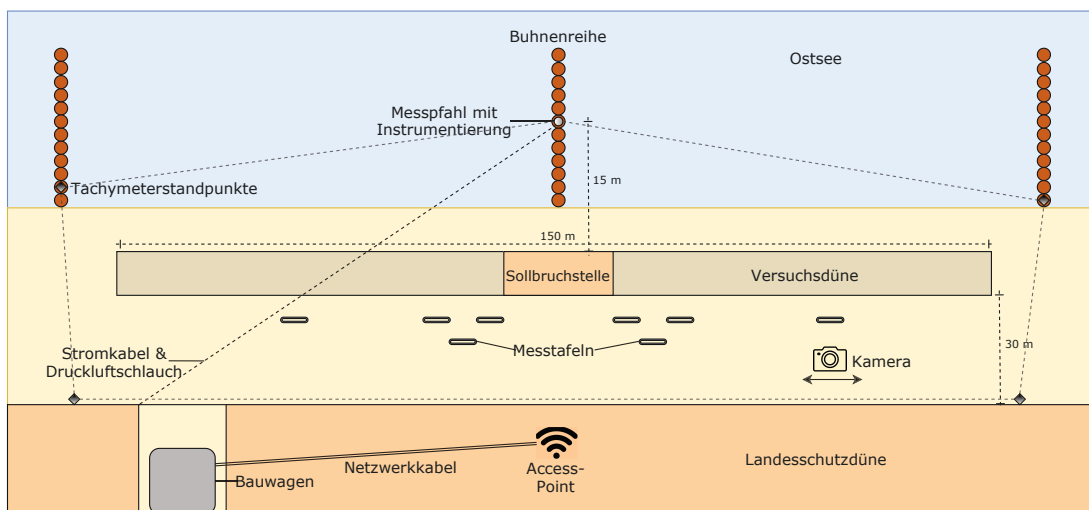 Buhnenreihe
Ostsee
Messpfahl mit
Instrumentierung
Tachymeterstandpunkte
15 m
150 m
Sollbruchstelle
Versuchsdüne
Stromkabel &
Druckluftschlauch
Messtafeln
30 m
Kamera
Netzwerkkabel
Access-
Point
Landesschutzdüne
Bauwagen